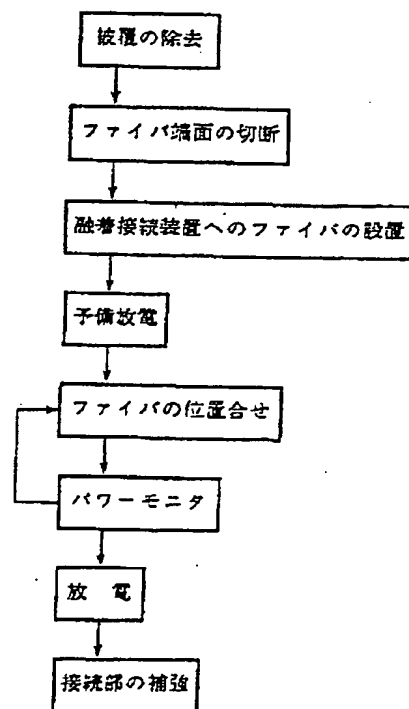 被覆の除去
ファイバ端面の切断
融着接続装置へのファイバの設置
予備放電
ファイバの位置合せ
パワーモニタ
放電
接続部の補強